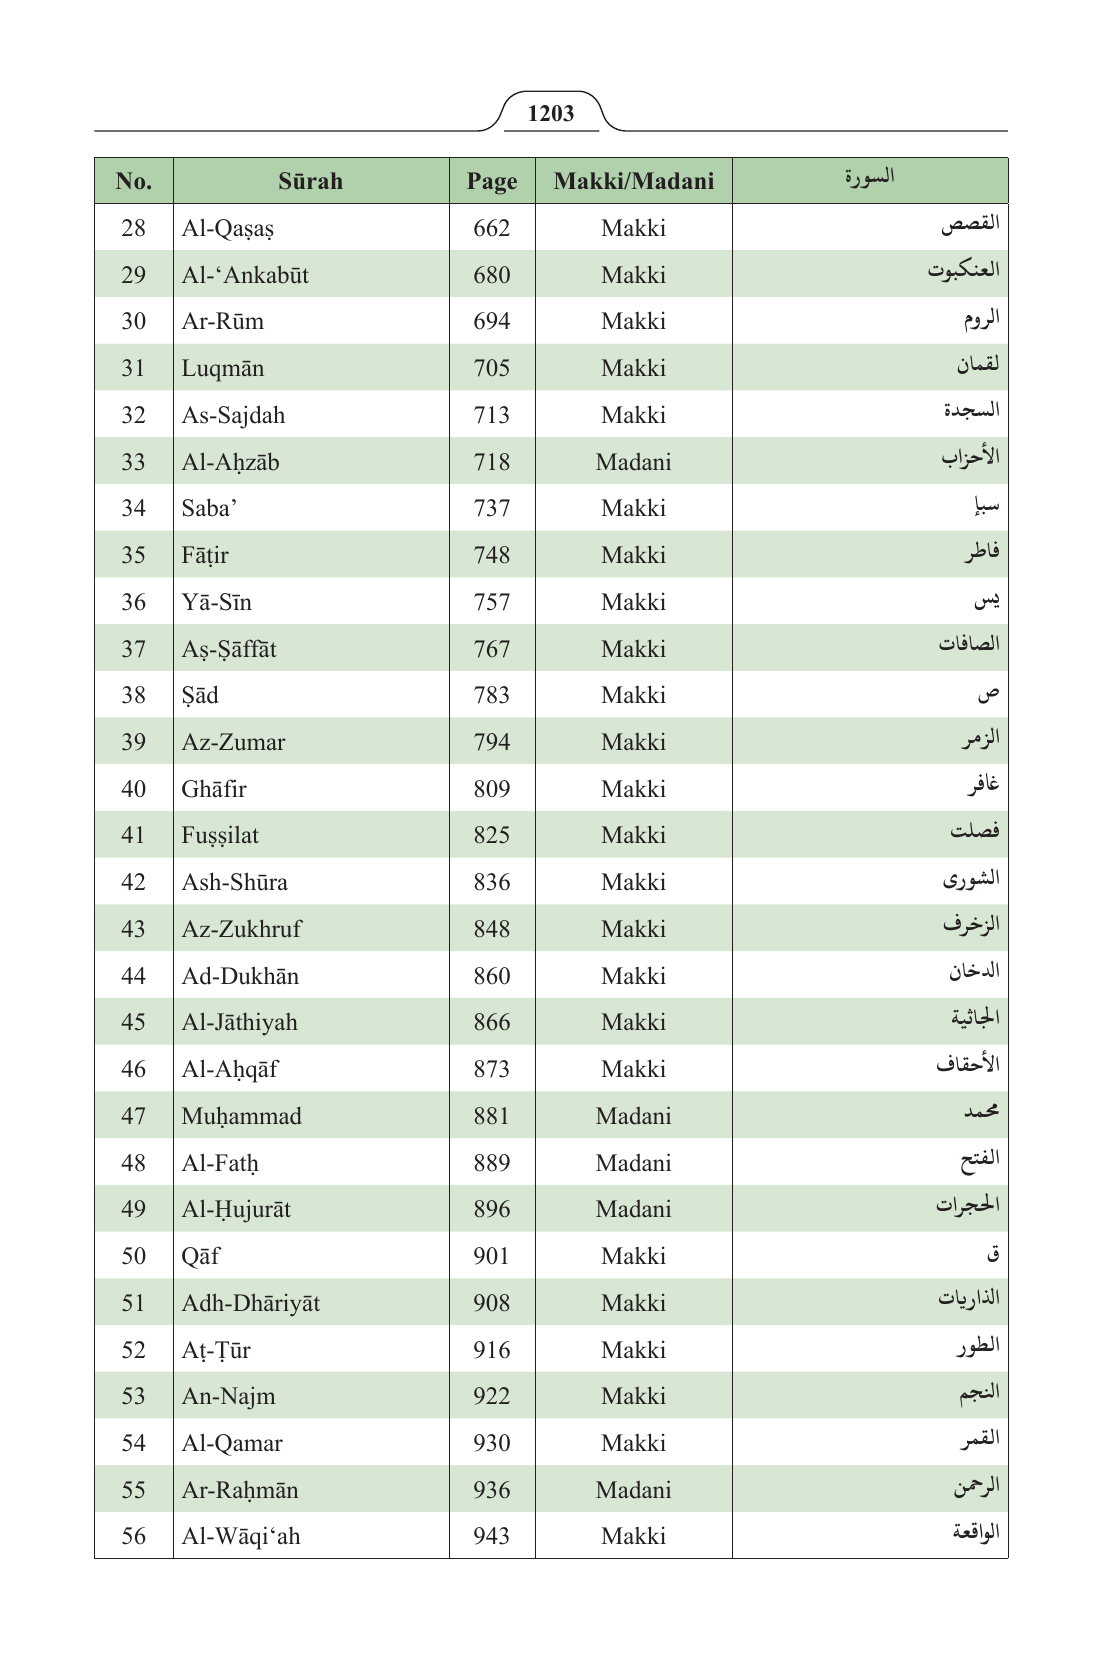 1203
No. Sūrah Page Makki/Madani السورة
28 Al-Qaṣaṣ 662 Makki القصص
29 Al-‘Ankabūt 680 Makki العنكبوت
30 Ar-Rūm 694 Makki الروم
31 Luqmān 705 Makki لقمان
32 As-Sajdah 713 Makki السجدة
33 Al-Aḥzāb 718 Madani الأحزاب
34 Saba’ 737 Makki سبإ
35 Fāṭir 748 Makki فاطر
36 Yā-Sīn 757 Makki يس
37 Aṣ-Ṣāffāt 767 Makki الصافات
38 Ṣād 783 Makki ص
39 Az-Zumar 794 Makki الزمر
40 Ghāfir 809 Makki غافر
41 Fuṣṣilat 825 Makki فصلت
42 Ash-Shūra 836 Makki الشورى
43 Az-Zukhruf 848 Makki الزخرف
44 Ad-Dukhān 860 Makki الدخان
45 Al-Jāthiyah 866 Makki الجاثية
46 Al-Aḥqāf 873 Makki الأحقاف
47 Muḥammad 881 Madani محمد
48 Al-Fatḥ 889 Madani الفتح
49 Al-Ḥujurāt 896 Madani الحجرات
50 Qāf 901 Makki ق
51 Adh-Dhāriyāt 908 Makki الذاريات
52 Aṭ-Ṭūr 916 Makki الطور
53 An-Najm 922 Makki النجم
54 Al-Qamar 930 Makki القمر
55 Ar-Raḥmān 936 Madani الرحمن
56 Al-Wāqi‘ah 943 Makki الواقعة